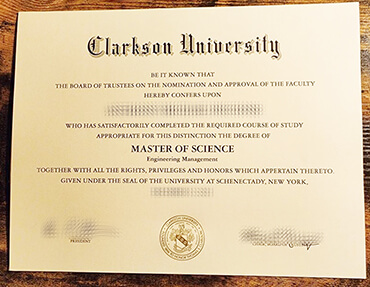 Clarkson University
BE IT KNOWN THAT
THE BOARD OF TRUSTEES ON THE NOMINATION AND APPROVAL OF THE FACULTY
HEREBY CONFERS UPON
WHO HAS SATISFACTORILY COMPLETED THE REQUIRED COURSE OF STUDY
APPROPRIATE FOR THIS DISTINCTION THE DEGREE OF
MASTER OF SCIENCE
Engineering Management
TOGETHER WITH ALL THE RIGHTS, PRIVILEGES AND HONORS WHICH APPERTAIN THERETO.
GIVEN UNDER THE SEAL OF THE UNIVERSITY AT SCHENECTADY, NEW YORK,
PRESIDENT